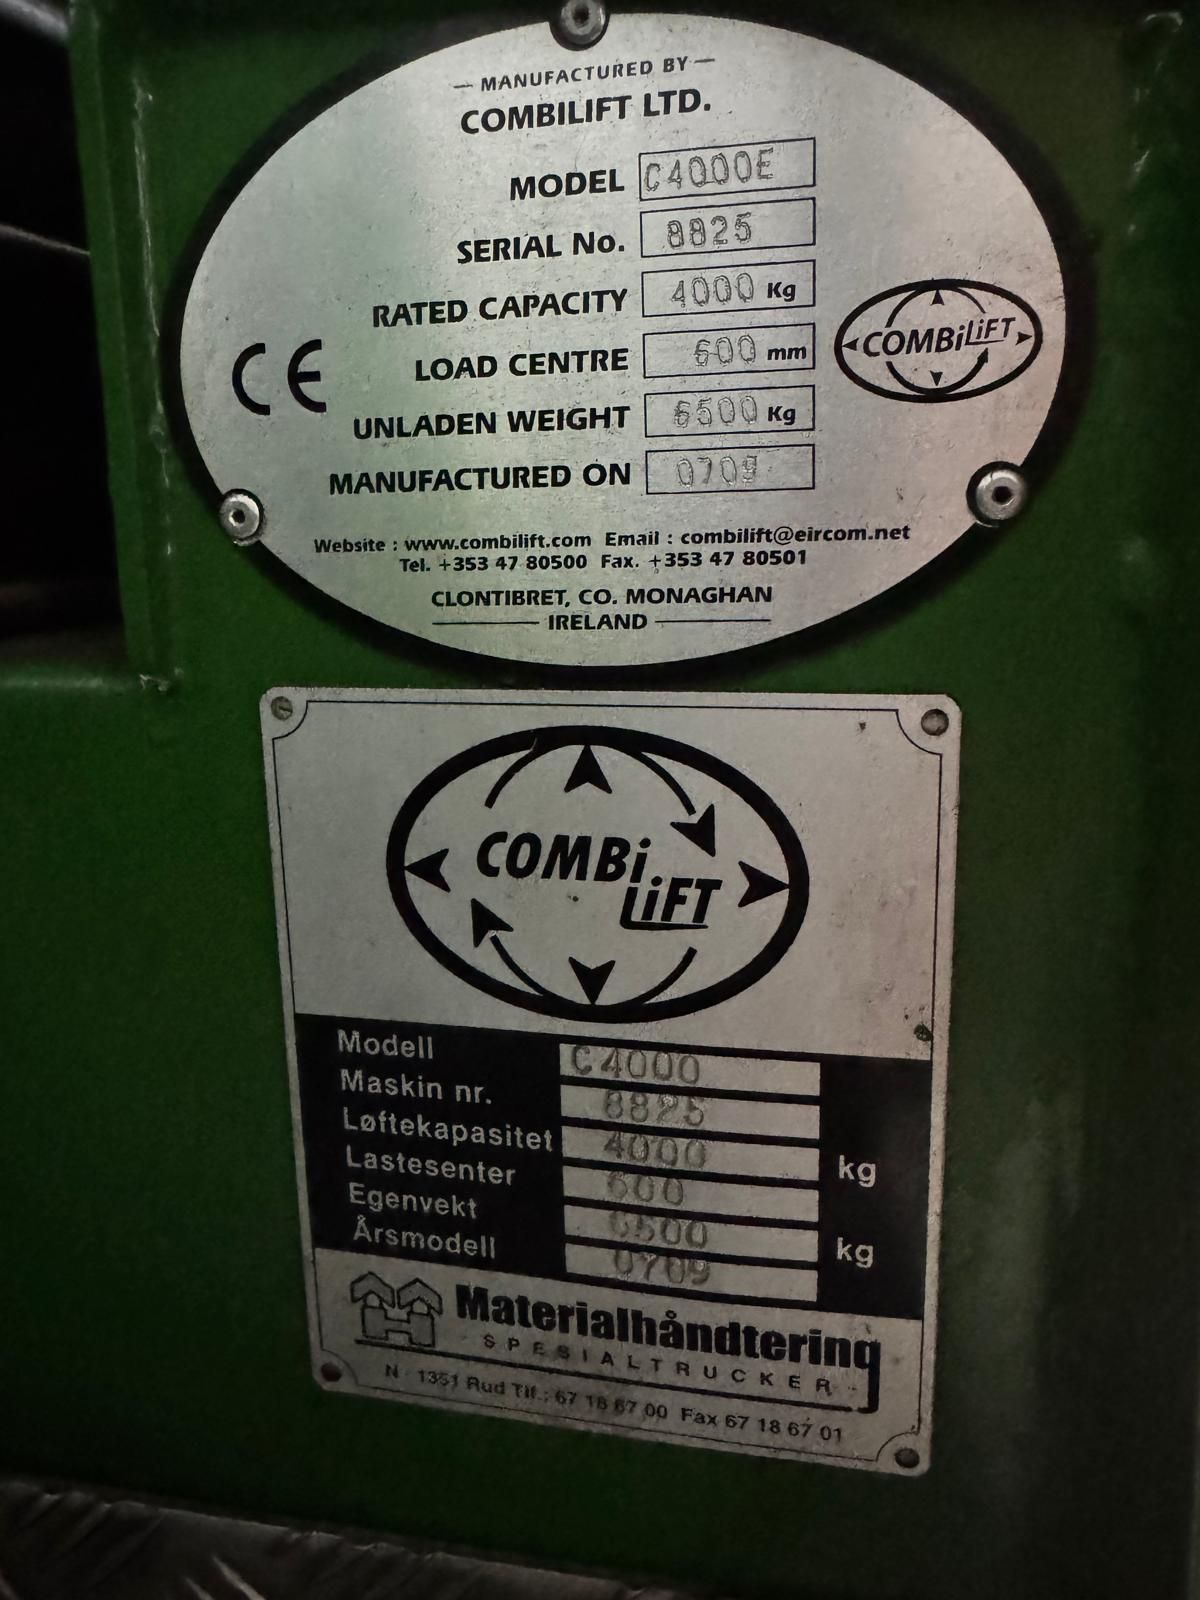 MANUFACTURED BY
COMBILIFT LTD.
MODEL C4000E
SERIAL No. 8825
RATED CAPACITY 4000 Kg
LOAD CENTRE 600 mm
UNLADEN WEIGHT 6500 Kg
MANUFACTURED ON 0709
CE
COMBiLiFT
Website : www.combilift.com Email : combilift@eircom.net
Tel. +353 47 80500 Fax. +353 47 80501
CLONTIBRET, CO. MONAGHAN
IRELAND
COMBi
LiFT
Modell C4000
Maskin nr. 8825
Løftekapasitet 4000 kg
Lastesenter 600
Egenvekt 6500 kg
Årsmodell 0709
Materialhåndtering
SPESIALTRUCKER
N - 1351 Rud Tlf.: 67 18 67 00 Fax 67 18 67 01